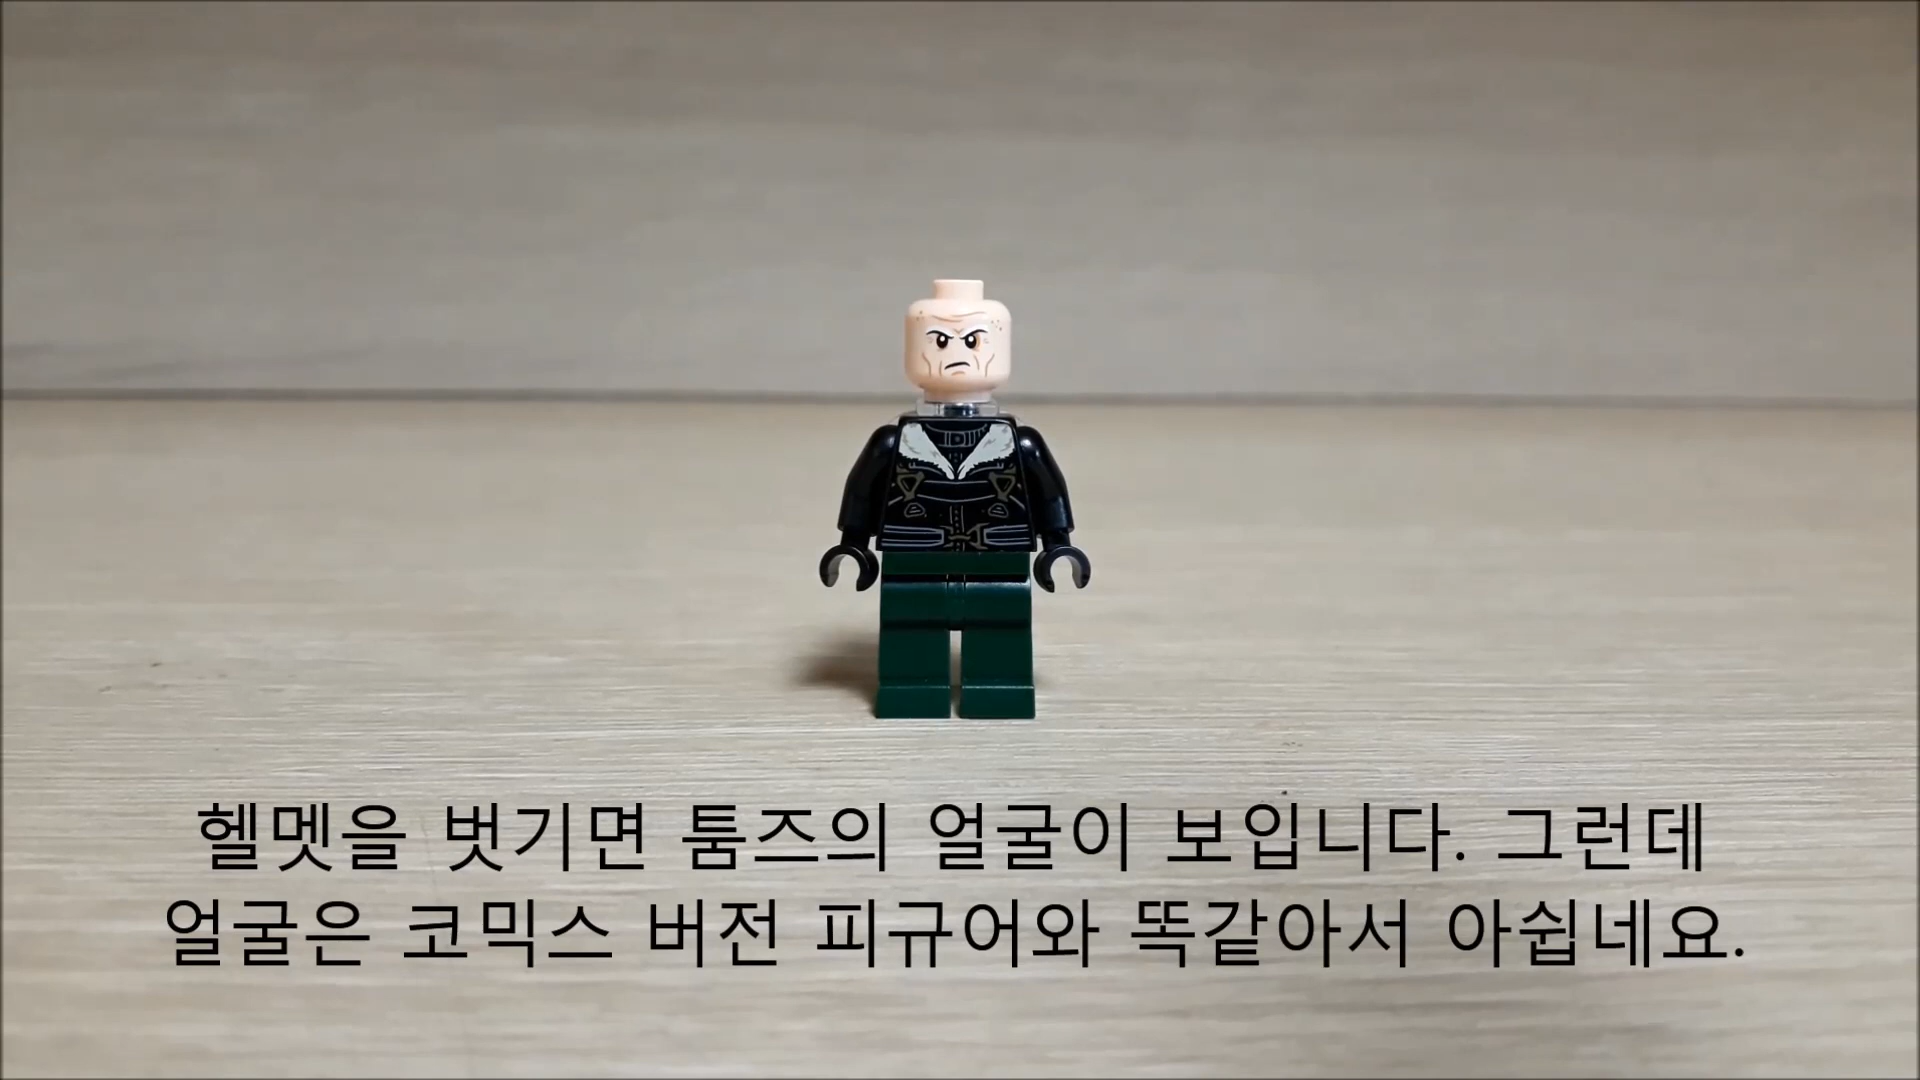 헬멧을 벗기면 툼즈의 얼굴이 보입니다. 그런데
얼굴은 코믹스 버전 피규어와 똑같아서 아쉽네요.